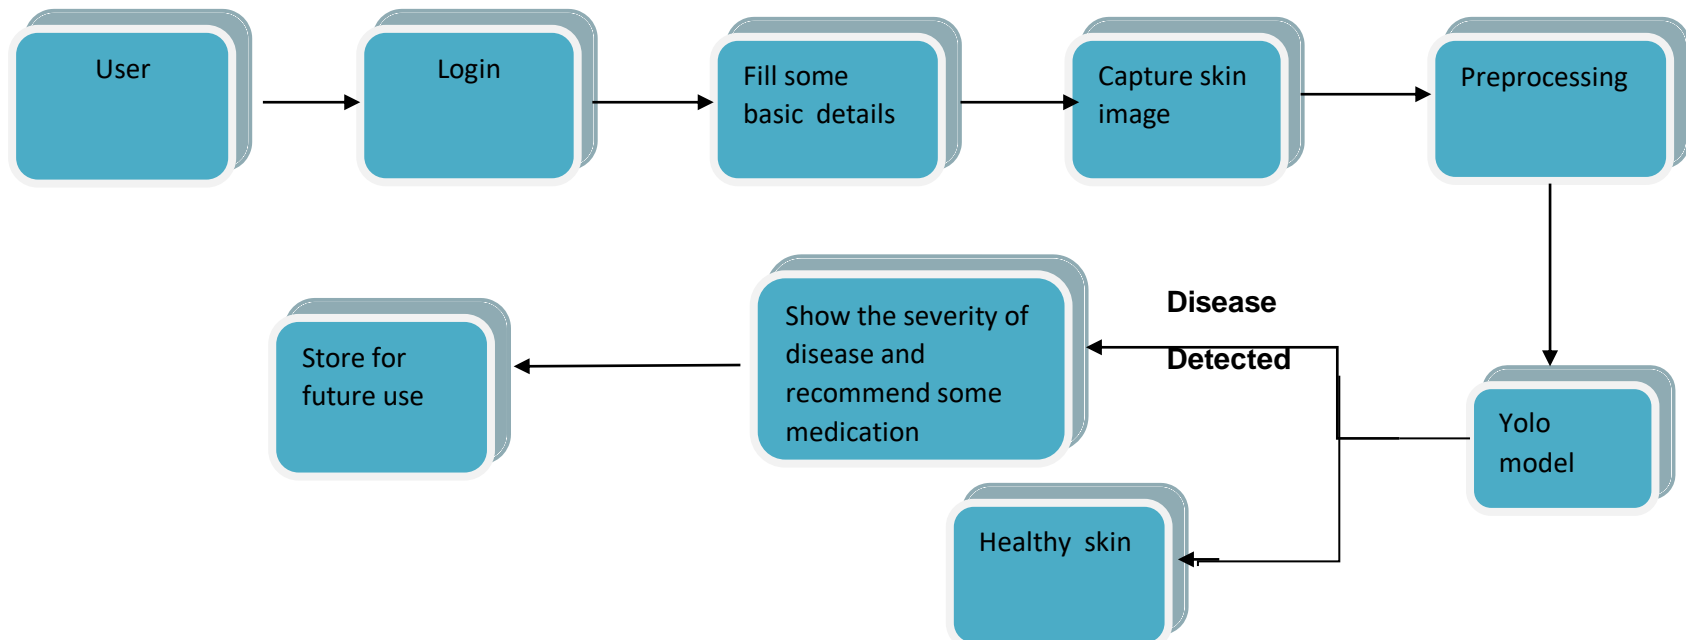 User
Login
Fill some
basic details
Capture skin
image
Preprocessing
Disease
Detected
Yolo
model
Show the severity of
disease and
recommend some
medication
Store for
future use
Healthy skin